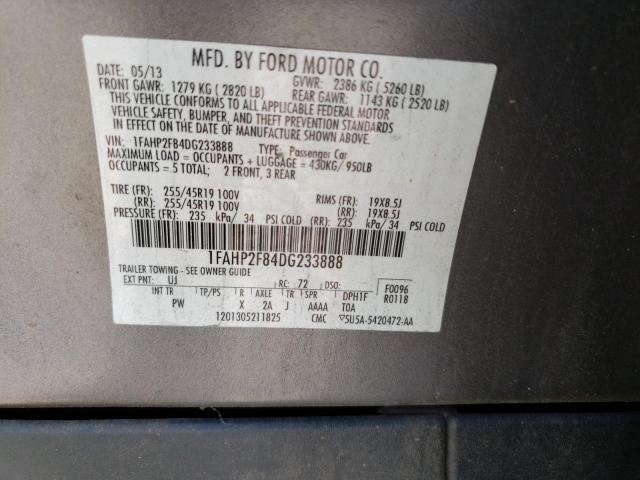 MFD. BY FORD MOTOR CO.
DATE: 05/13 GVWR: 2386 KG ( 5260 LB)
FRONT GAWR: 1279 KG ( 2820 LB) REAR GAWR: 1143 KG ( 2520 LB)
THIS VEHICLE CONFORMS TO ALL APPLICABLE FEDERAL MOTOR
VEHICLE SAFETY, BUMPER, AND THEFT PREVENTION STANDARDS
IN EFFECT ON THE DATE OF MANUFACTURE SHOWN ABOVE.
VIN: 1FAHP2F84DG233888 TYPE: Passenger Car
MAXIMUM LOAD = OCCUPANTS + LUGGAGE = 430KG/ 950LB
OCCUPANTS = 5 TOTAL; 2 FRONT, 3 REAR
TIRE (FR): 255/45R19 100V RIMS (FR): 19X8.5J
(RR): 255/45R19 100V (RR): 19X8.5J
PRESSURE (FR): 235 kPa/ 34 PSI COLD (RR): 235 kPa/ 34 PSI COLD
1FAHP2F84DG233888
TRAILER TOWING - SEE OWNER GUIDE
EXT PNT: UJ RC: 72 DSO: F0096
INT TR TP/PS R AXLE TR SPR DPH1F R0118
PW X 2A J AAAA T0A
1201305211825 CMC 5U5A-5420472-AA